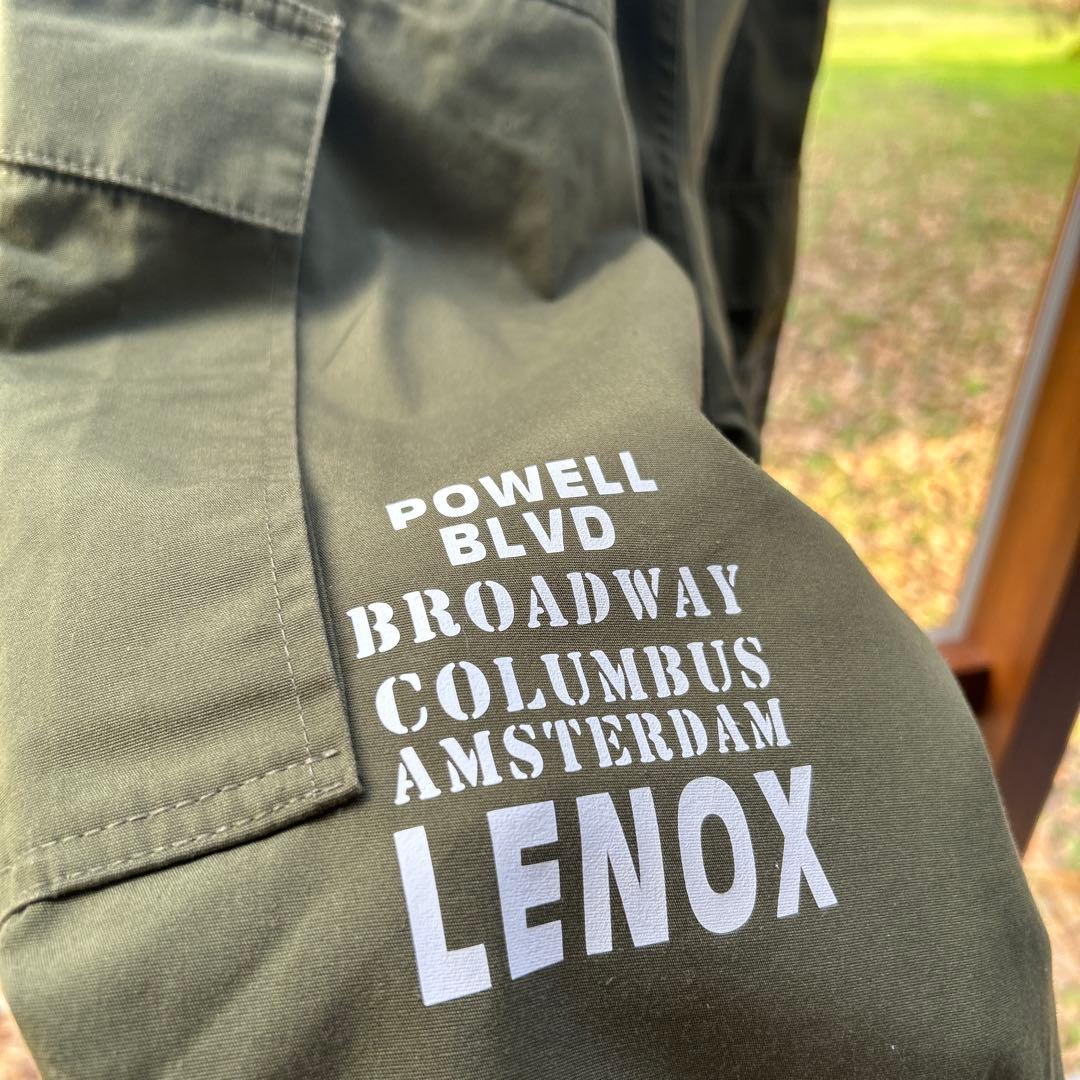 POWELL
BLVD
BROADWAY
COLUMBUS
AMSTERDAM
LENOX